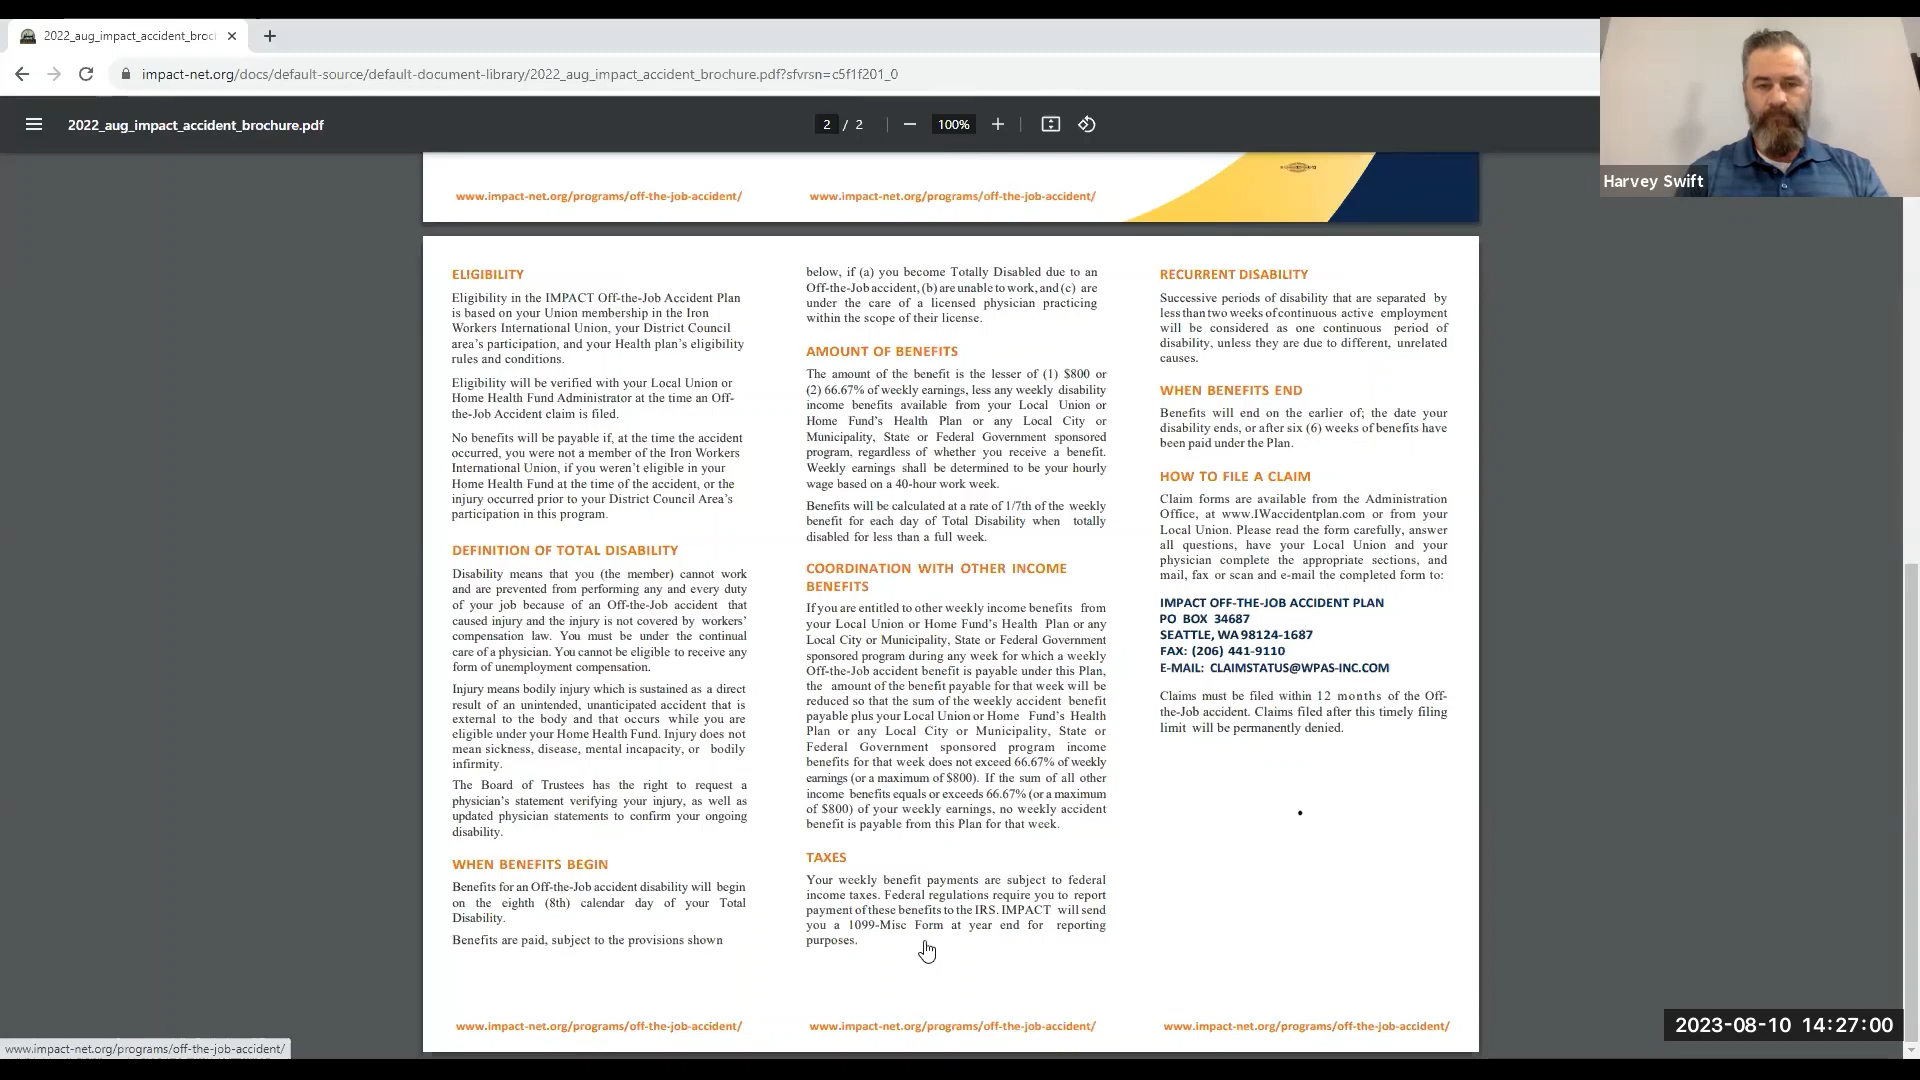 2022_aug_impact_accident_broc
impact-net.org/docs/default-source/default-document-library/2022_aug_impact_accident_brochure.pdf?sfvrsn=c5f1f201_0
2022_aug_impact_accident_brochure.pdf
2 / 2
100%
Harvey Swift
www.impact-net.org/programs/off-the-job-accident/
www.impact-net.org/programs/off-the-job-accident/
ELIGIBILITY
Eligibility in the IMPACT Off-the-Job Accident Plan
is based on your Union membership in the Iron
Workers International Union, your District Council
area's participation, and your Health plan's eligibility
rules and conditions.
Eligibility will be verified with your Local Union or
Home Health Fund Administrator at the time an Off-
the-Job Accident claim is filed.
No benefits will be payable if, at the time the accident
occurred, you were not a member of the Iron Workers
International Union, if you weren't eligible in your
Home Health Fund at the time of the accident, or the
injury occurred prior to your District Council Area's
participation in this program.
DEFINITION OF TOTAL DISABILITY
Disability means that you (the member) cannot work
and are prevented from performing any and every duty
of your job because of an Off-the-Job accident that
caused injury and the injury is not covered by workers'
compensation law. You must be under the continual
care of a physician. You cannot be eligible to receive any
form of unemployment compensation.
Injury means bodily injury which is sustained as a direct
result of an unintended, unanticipated accident that is
external to the body and that occurs while you are
eligible under your Home Health Fund. Injury does not
mean sickness, disease, mental incapacity, or bodily
infirmity.
The Board of Trustees has the right to request a
physician's statement verifying your injury, as well as
updated physician statements to confirm your ongoing
disability.
WHEN BENEFITS BEGIN
Benefits for an Off-the-Job accident disability will begin
on the eighth (8th) calendar day of your Total
Disability.
Benefits are paid, subject to the provisions shown
below, if (a) you become Totally Disabled due to an
Off-the-Job accident, (b) are unable to work, and (c) are
under the care of a licensed physician practicing
within the scope of their license.
AMOUNT OF BENEFITS
The amount of the benefit is the lesser of (1) $800 or
(2) 66.67% of weekly earnings, less any weekly disability
income benefits available from your Local Union or
Home Fund's Health Plan or any Local City or
Municipality, State or Federal Government sponsored
program, regardless of whether you receive a benefit.
Weekly earnings shall be determined to be your hourly
wage based on a 40-hour work week.
Benefits will be calculated at a rate of 1/7th of the weekly
benefit for each day of Total Disability when totally
disabled for less than a full week.
COORDINATION WITH OTHER INCOME
BENEFITS
If you are entitled to other weekly income benefits from
your Local Union or Home Fund's Health Plan or any
Local City or Municipality, State or Federal Government
sponsored program during any week for which a weekly
Off-the-Job accident benefit is payable under this Plan,
the amount of the benefit payable for that week will be
reduced so that the sum of the weekly accident benefit
payable plus your Local Union or Home Fund's Health
Plan or any Local City or Municipality, State or
Federal Government sponsored program income
benefits for that week does not exceed 66.67% of weekly
earnings (or a maximum of $800). If the sum of all other
income benefits equals or exceeds 66.67% (or a maximum
of $800) of your weekly earnings, no weekly accident
benefit is payable from this Plan for that week.
TAXES
Your weekly benefit payments are subject to federal
income taxes. Federal regulations require you to report
payment of these benefits to the IRS. IMPACT will send
you a 1099-Misc Form at year end for reporting
purposes.
RECURRENT DISABILITY
Successive periods of disability that are separated by
less than two weeks of continuous active employment
will be considered as one continuous period of
disability, unless they are due to different, unrelated
causes.
WHEN BENEFITS END
Benefits will end on the earlier of; the date your
disability ends, or after six (6) weeks of benefits have
been paid under the Plan.
HOW TO FILE A CLAIM
Claim forms are available from the Administration
Office, at www.IWaccidentplan.com or from your
Local Union. Please read the form carefully, answer
all questions, have your Local Union and your
physician complete the appropriate sections, and
mail, fax or scan and e-mail the completed form to:
IMPACT OFF-THE-JOB ACCIDENT PLAN
PO BOX 34687
SEATTLE, WA 98124-1687
FAX: (206) 441-9110
E-MAIL: CLAIMSTATUS@WPAS-INC.COM
Claims must be filed within 12 months of the Off-
the-Job accident. Claims filed after this timely filing
limit will be permanently denied.
www.impact-net.org/programs/off-the-job-accident/
www.impact-net.org/programs/off-the-job-accident/
www.impact-net.org/programs/off-the-job-accident/
www.impact-net.org/programs/off-the-job-accident/
2023-08-10 14:27:00